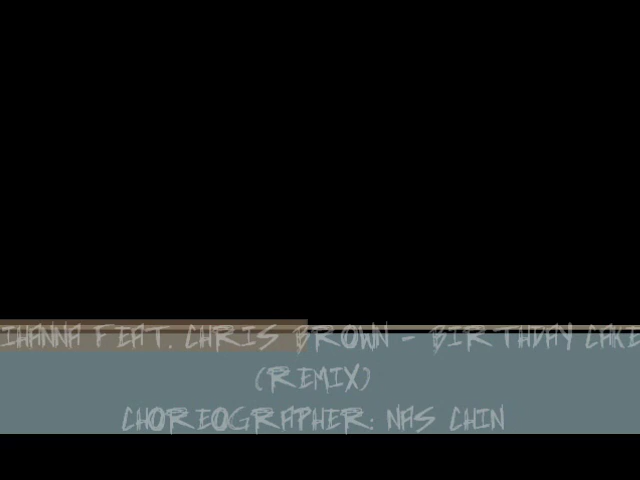 IHANNA FEAT. CHRIS BROWN - BIRTHDAY CAKE
(REMIX)
CHOREOGRAPHER: NAS CHIN